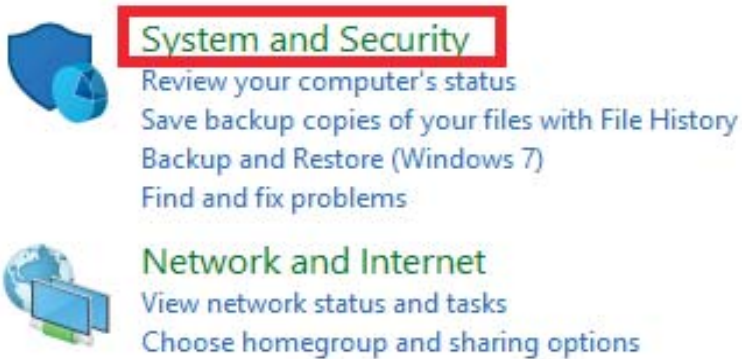 System and Security
Review your computer's status
Save backup copies of your files with File History
Backup and Restore (Windows 7)
Find and fix problems
Network and Internet
View network status and tasks
Choose homegroup and sharing options